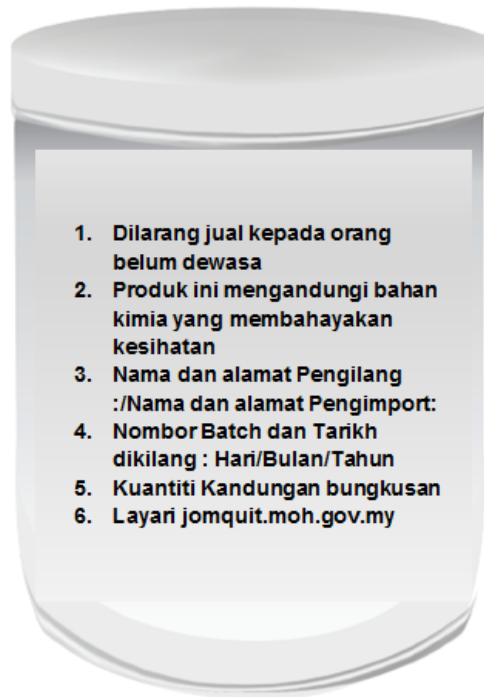 1. Dilarang jual kepada orang
belum dewasa
2. Produk ini mengandungi bahan
kimia yang membahayakan
kesihatan
3. Nama dan alamat Pengilang
:/Nama dan alamat Pengimport:
4. Nombor Batch dan Tarikh
dikilang : Hari/Bulan/Tahun
5. Kuantiti Kandungan bungkusan
6. Layari jomquit.moh.gov.my